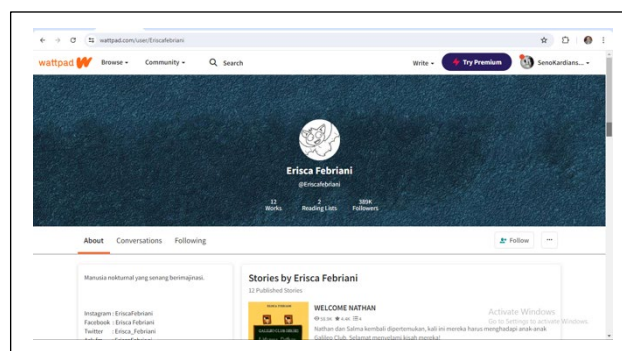 wattpad.com/user/Eriscafebriani
wattpad Browse Community Search Write Try Premium SenoKardians...
Erisca Febriani
@Eriscafebriani
12 2 389K
Works Reading Lists Followers
About Conversations Following Follow
Manusia nokturnal yang senang berimajinasi.
Instagram : EriscaFebriani
Facebook : Erisca Febriani
Twitter : Erisca_Febriani
Stories by Erisca Febriani
12 Published Stories
WELCOME NATHAN
Nathan dan Salma kembali dipertemukan, kali ini mereka harus menghadapi anak-anak
Galileo Club. Selamat menyelami kisah mereka!
Activate Windows
Go to Settings to activate Windows.